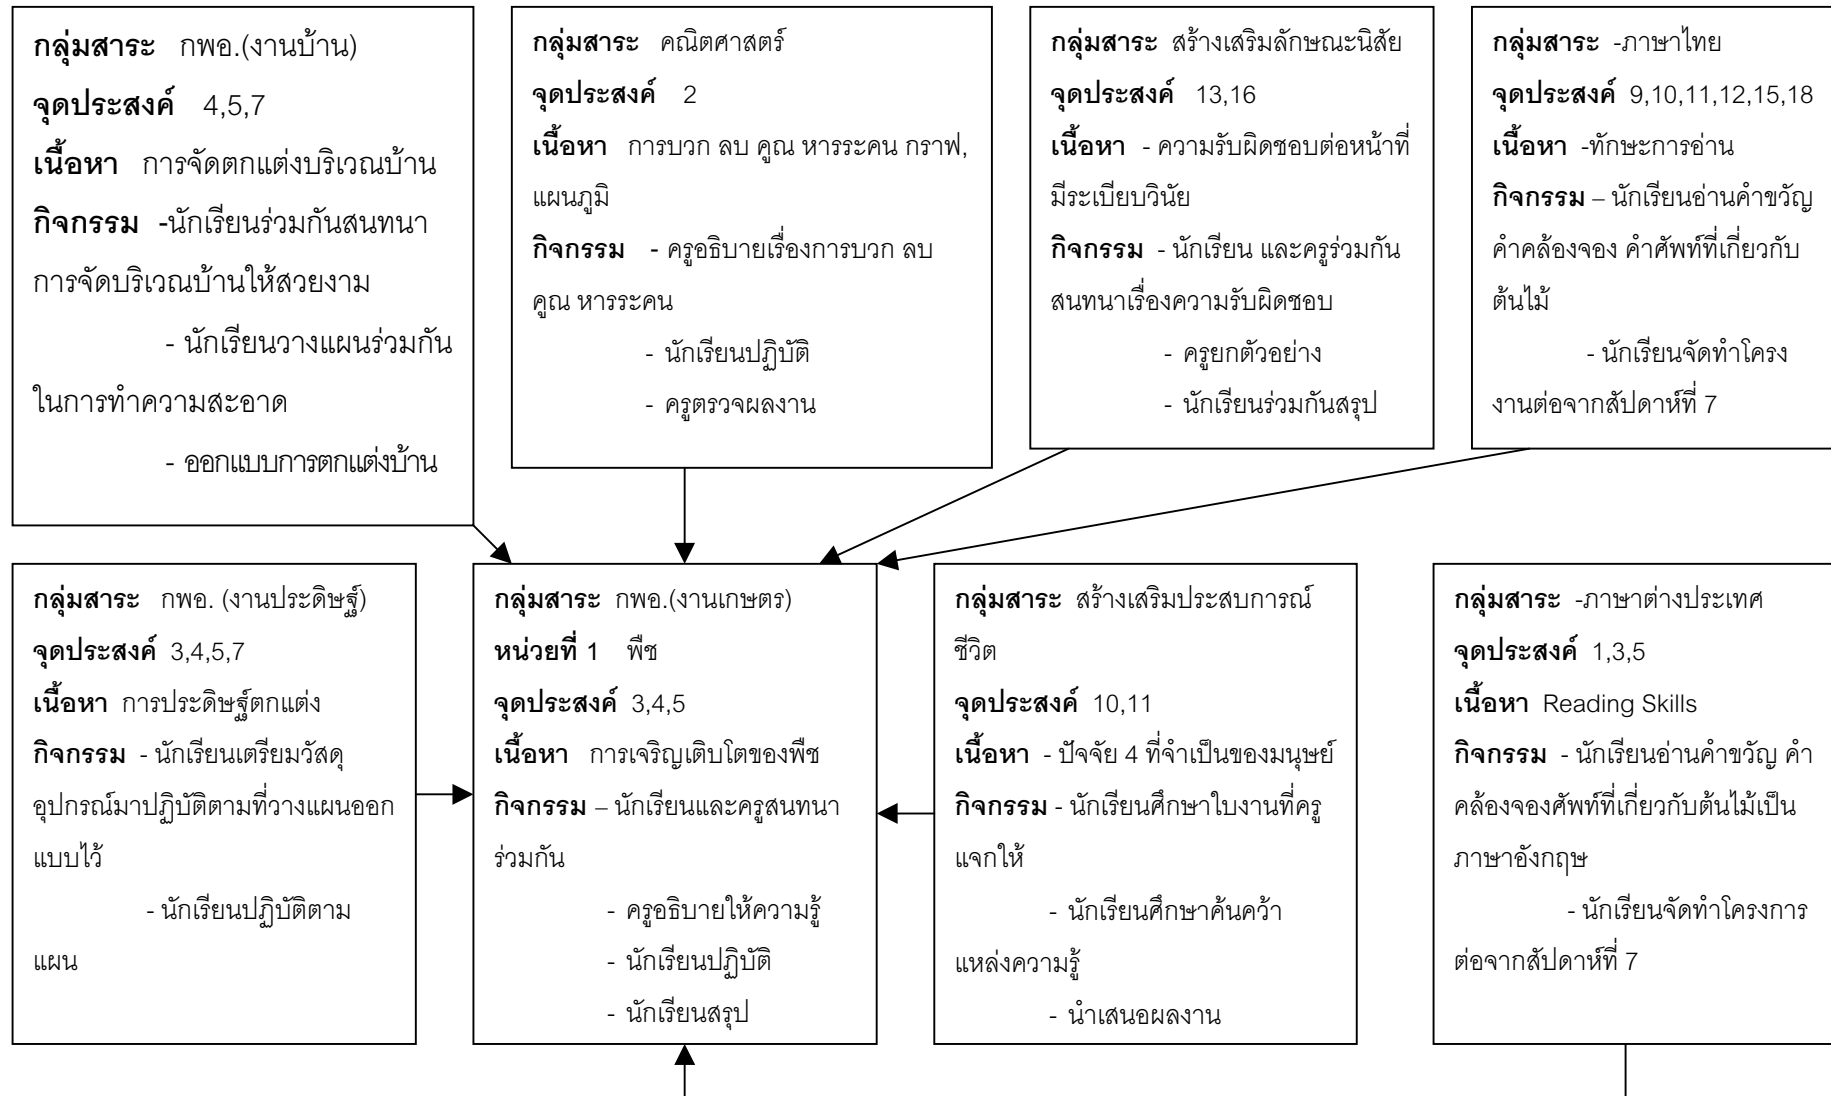 กลุ่มสาระ กพอ.(งานบ้าน)
จุดประสงค์ 4,5,7
เนื้อหา การจัดตกแต่งบริเวณบ้าน
กิจกรรม -นักเรียนร่วมกันสนทนา
การจัดบริเวณบ้านให้สวยงาม
- นักเรียนวางแผนร่วมกัน
ในการทำความสะอาด
- ออกแบบการตกแต่งบ้าน
กลุ่มสาระ คณิตศาสตร์
จุดประสงค์ 2
เนื้อหา การบวก ลบ คูณ หารระคน กราฟ,
แผนภูมิ
กิจกรรม - ครูอธิบายเรื่องการบวก ลบ
คูณ หารระคน
- นักเรียนปฏิบัติ
- ครูตรวจผลงาน
กลุ่มสาระ สร้างเสริมลักษณะนิสัย
จุดประสงค์ 13,16
เนื้อหา - ความรับผิดชอบต่อหน้าที่
มีระเบียบวินัย
กิจกรรม - นักเรียน และครูร่วมกัน
สนทนาเรื่องความรับผิดชอบ
- ครูยกตัวอย่าง
- นักเรียนร่วมกันสรุป
กลุ่มสาระ -ภาษาไทย
จุดประสงค์ 9,10,11,12,15,18
เนื้อหา -ทักษะการอ่าน
กิจกรรม – นักเรียนอ่านคำขวัญ
คำคล้องจอง คำศัพท์ที่เกี่ยวกับ
ต้นไม้
- นักเรียนจัดทำโครง
งานต่อจากสัปดาห์ที่ 7
กลุ่มสาระ กพอ. (งานประดิษฐ์)
จุดประสงค์ 3,4,5,7
เนื้อหา การประดิษฐ์ตกแต่ง
กิจกรรม - นักเรียนเตรียมวัสดุ
อุปกรณ์มาปฏิบัติตามที่วางแผนออก
แบบไว้
- นักเรียนปฏิบัติตาม
แผน
กลุ่มสาระ กพอ.(งานเกษตร)
หน่วยที่ 1 พืช
จุดประสงค์ 3,4,5
เนื้อหา การเจริญเติบโตของพืช
กิจกรรม – นักเรียนและครูสนทนา
ร่วมกัน
- ครูอธิบายให้ความรู้
- นักเรียนปฏิบัติ
- นักเรียนสรุป
กลุ่มสาระ สร้างเสริมประสบการณ์
ชีวิต
จุดประสงค์ 10,11
เนื้อหา - ปัจจัย 4 ที่จำเป็นของมนุษย์
กิจกรรม - นักเรียนศึกษาใบงานที่ครู
แจกให้
- นักเรียนศึกษาค้นคว้า
แหล่งความรู้
- นำเสนอผลงาน
กลุ่มสาระ -ภาษาต่างประเทศ
จุดประสงค์ 1,3,5
เนื้อหา Reading Skills
กิจกรรม - นักเรียนอ่านคำขวัญ คำ
คล้องจองศัพท์ที่เกี่ยวกับต้นไม้เป็น
ภาษาอังกฤษ
- นักเรียนจัดทำโครงการ
ต่อจากสัปดาห์ที่ 7